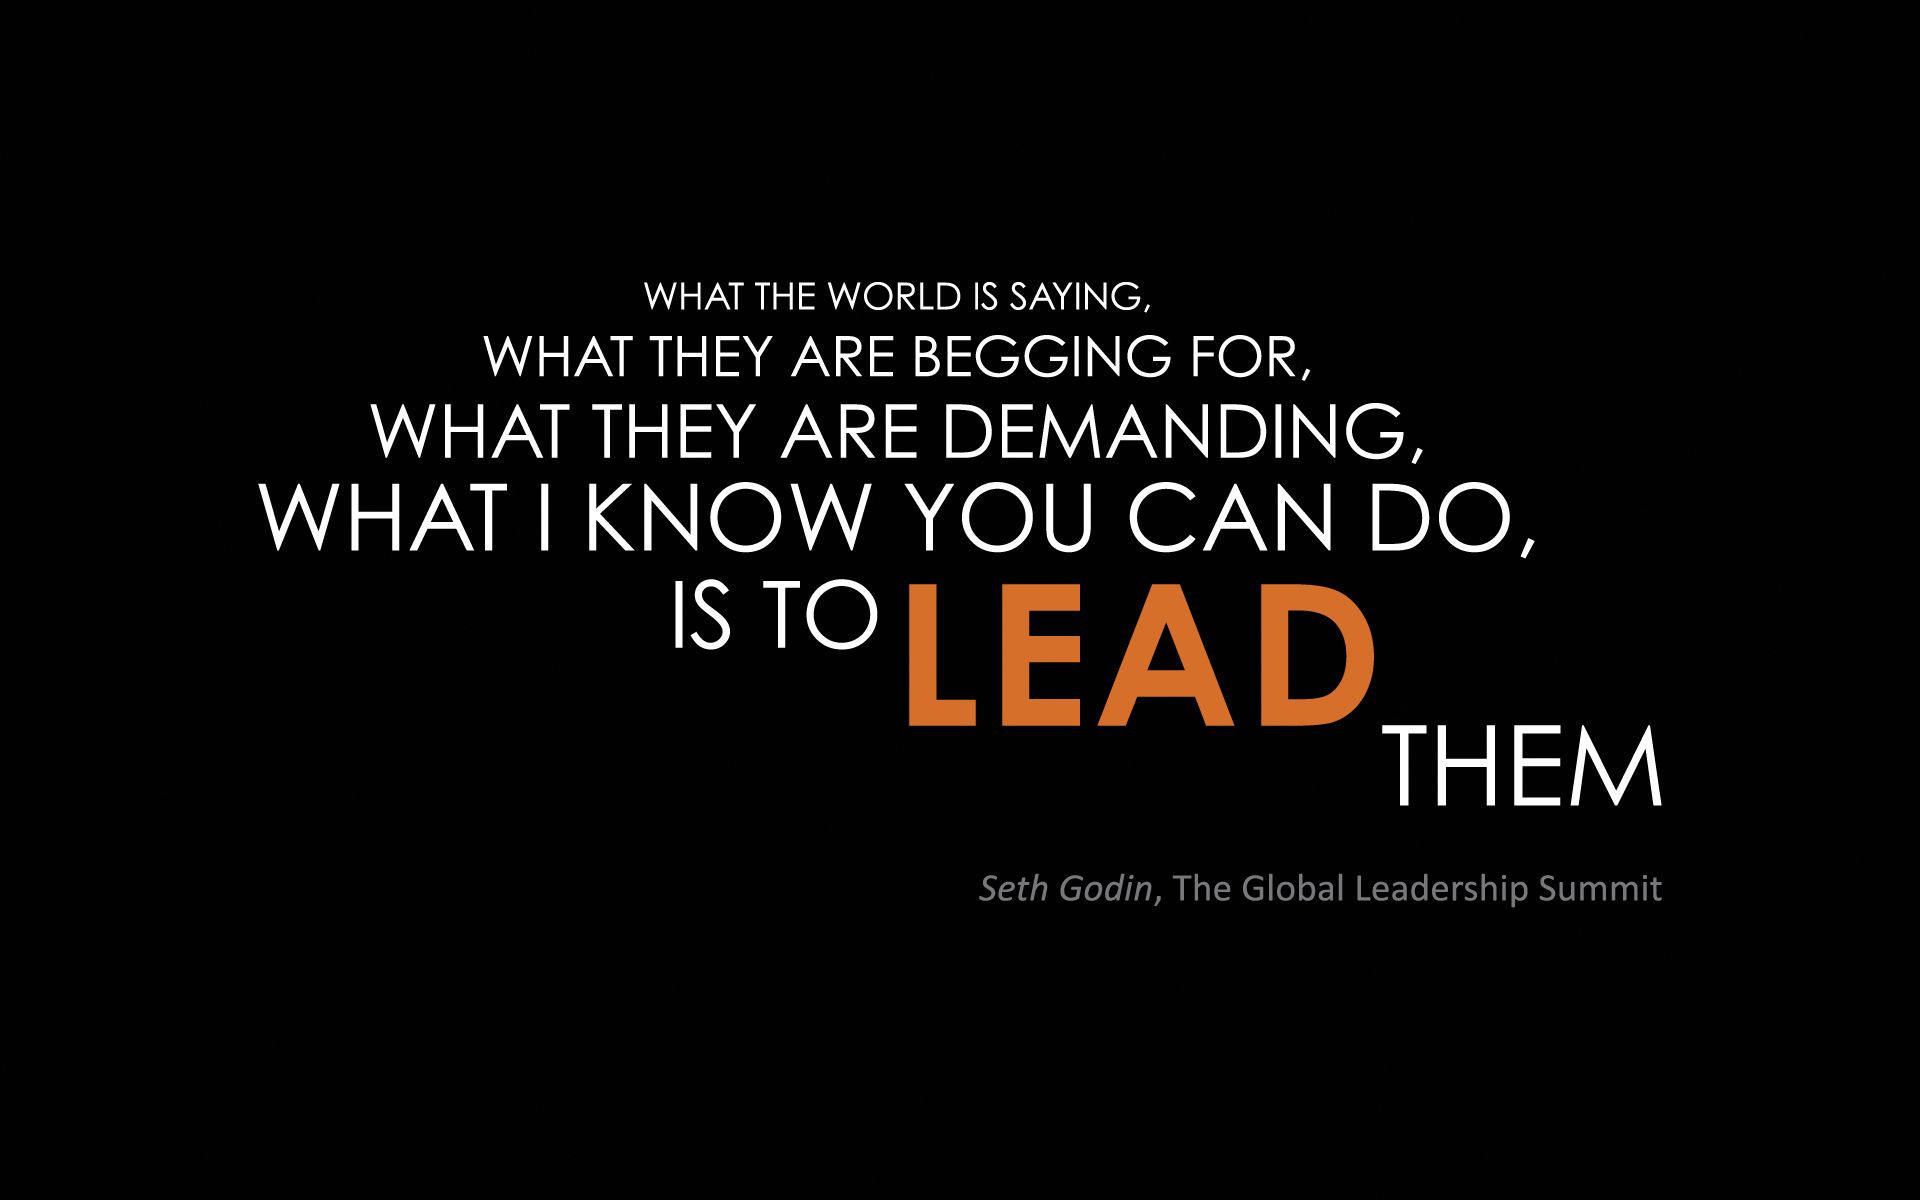 WHAT THE WORLD IS SAYING,
WHAT THEY ARE BEGGING FOR,
WHAT THEY ARE DEMANDING,
WHAT I KNOW YOU CAN DO,
IS TO LEAD
THEM
Seth Godin, The Global Leadership Summit